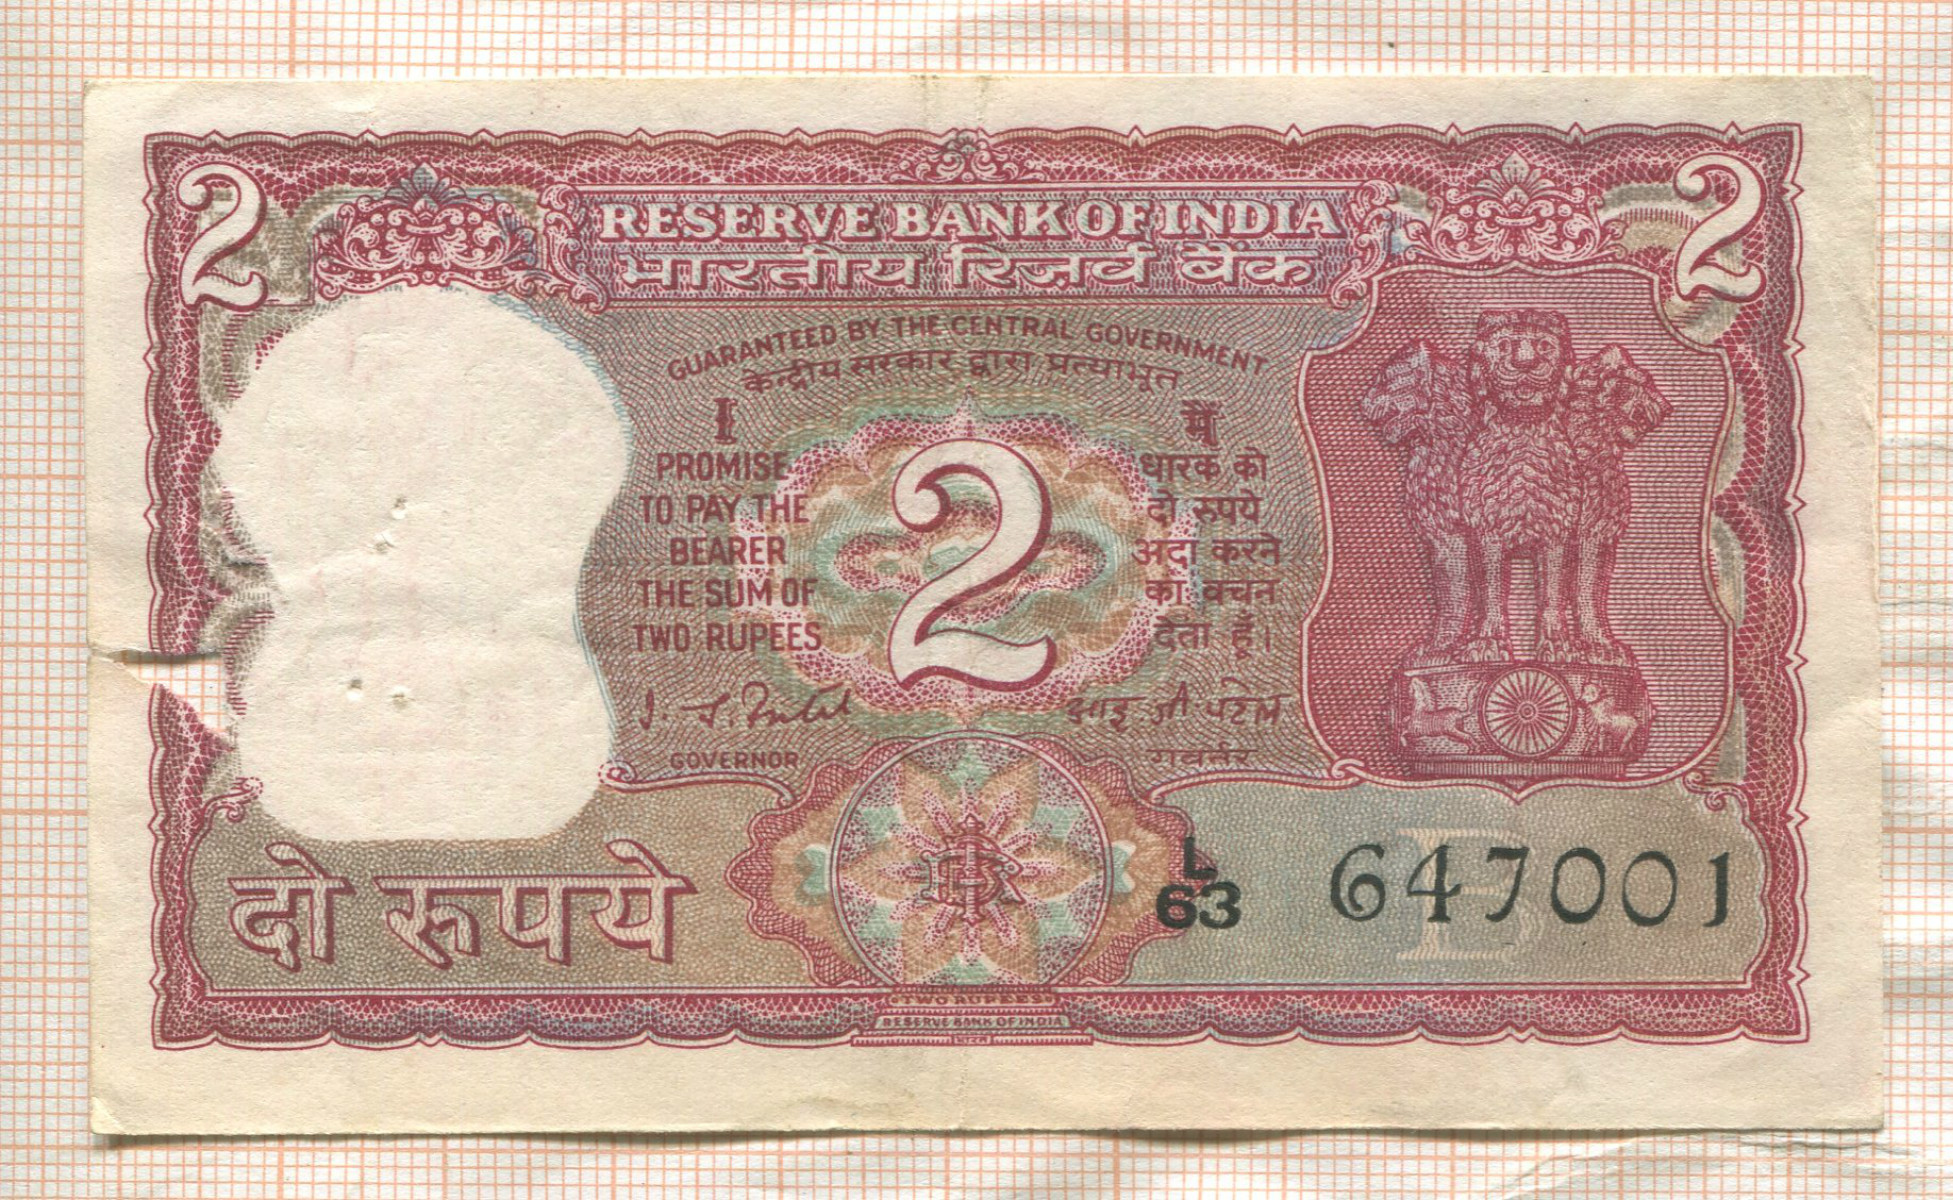 2
2
RESERVE BANK OF INDIA
भारतीय रिज़र्व बैंक
GUARANTEED BY THE CENTRAL GOVERNMENT
केन्द्रीय सरकार द्वारा प्रत्याभूत
I
PROMISE
TO PAY THE
BEARER
THE SUM OF
TWO RUPEES
2
मैं
धारक को
दो रुपये
अदा करने
का वचन
देता हूँ।
आई. जी. पटेल
GOVERNOR
गवर्नर
दो रुपये
L
63
647001
E
TWO RUPEES
RESERVE BANK OF INDIA
भारत